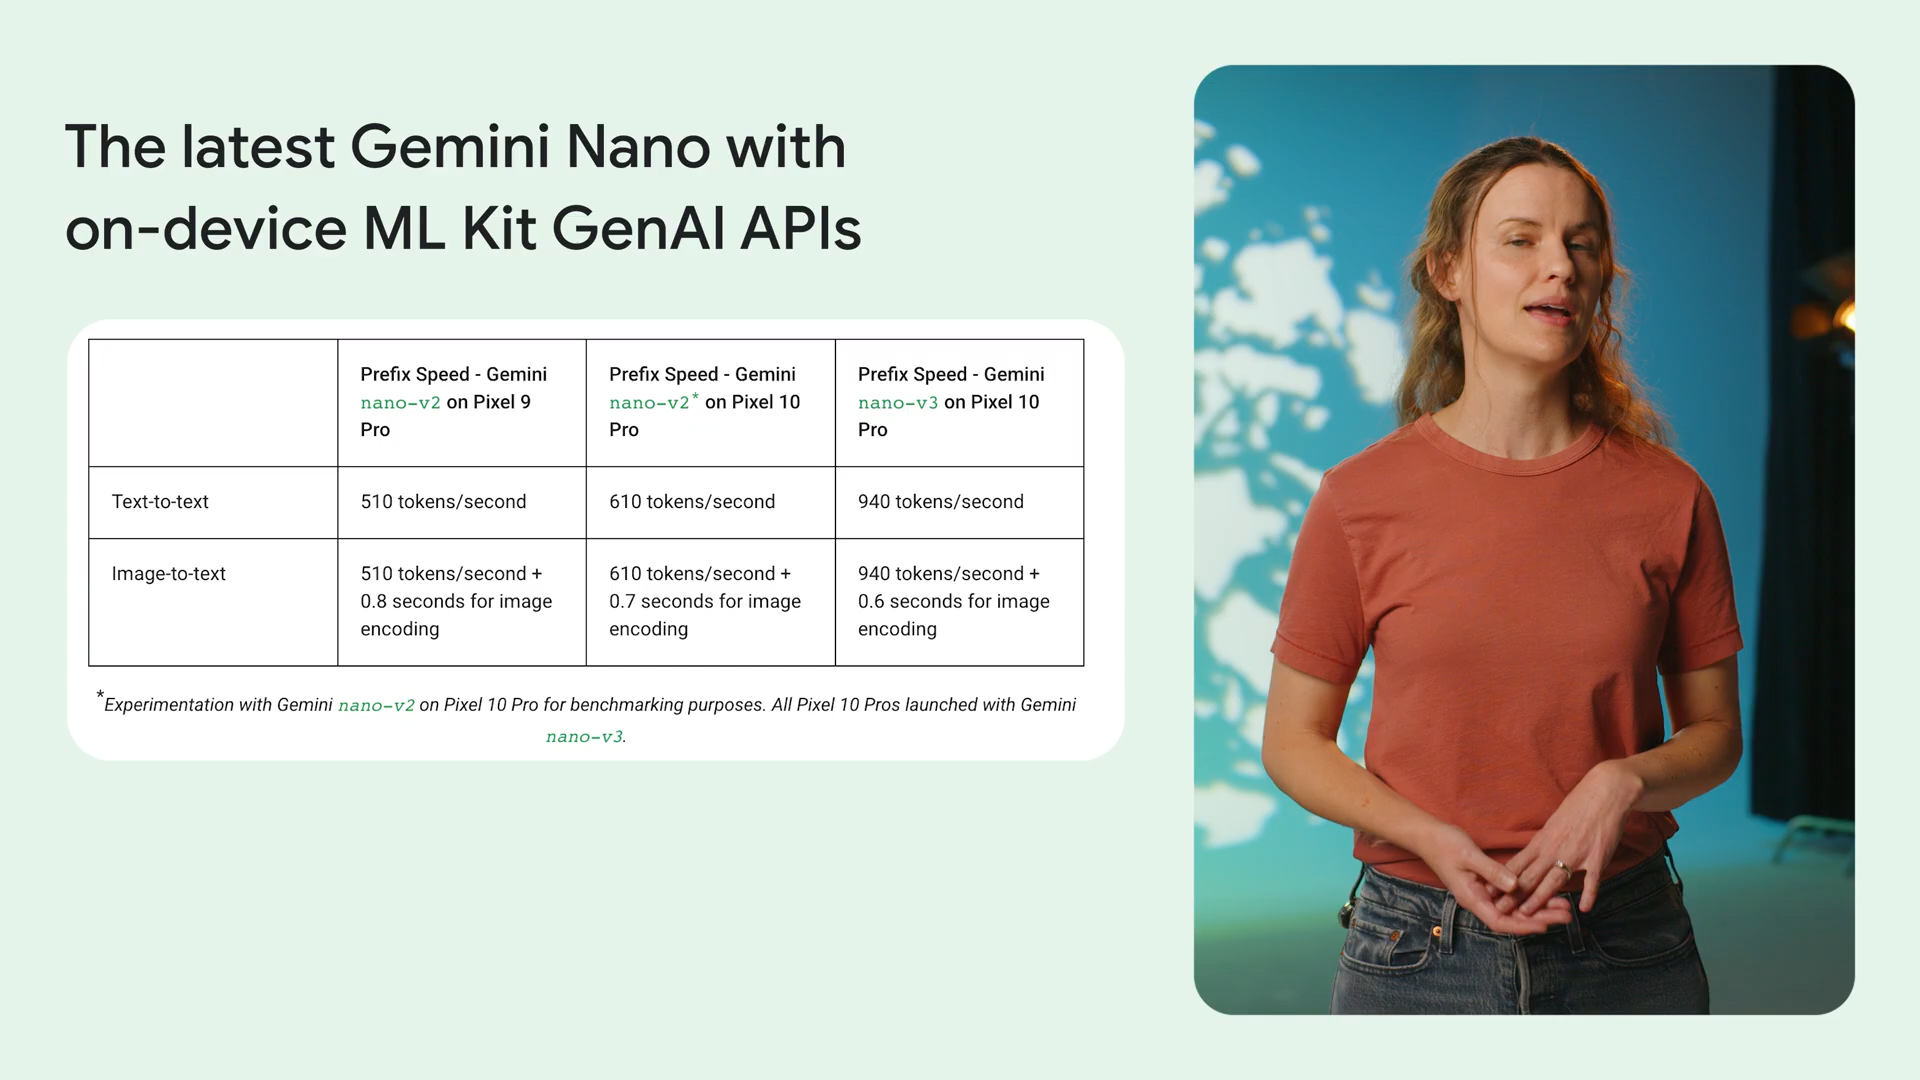 The latest Gemini Nano with
on-device ML Kit GenAI APIs
Prefix Speed - Gemini
nano-v2 on Pixel 9
Pro
Prefix Speed - Gemini
nano-v2* on Pixel 10
Pro
Prefix Speed - Gemini
nano-v3 on Pixel 10
Pro
Text-to-text
510 tokens/second
610 tokens/second
940 tokens/second
Image-to-text
510 tokens/second +
0.8 seconds for image
encoding
610 tokens/second +
0.7 seconds for image
encoding
940 tokens/second +
0.6 seconds for image
encoding
*Experimentation with Gemini nano-v2 on Pixel 10 Pro for benchmarking purposes. All Pixel 10 Pros launched with Gemini
nano-v3.